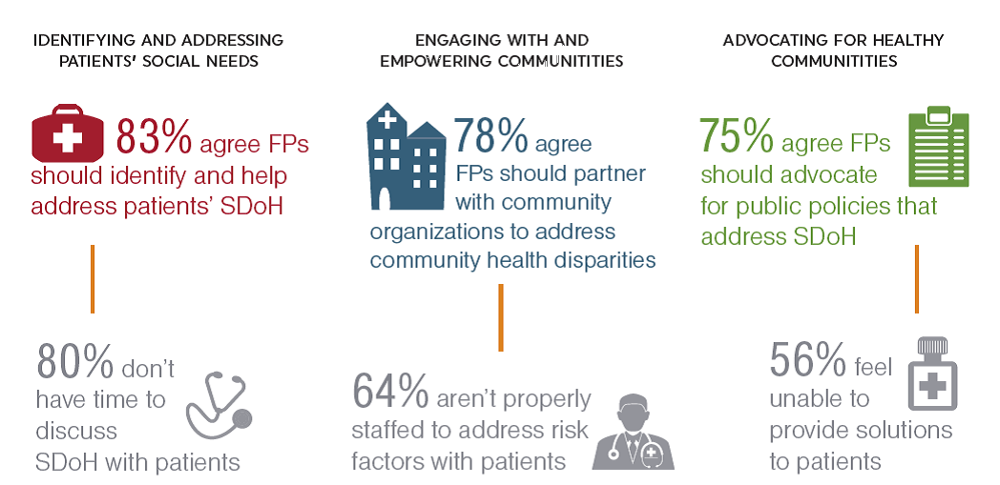 IDENTIFYING AND ADDRESSING
PATIENTS' SOCIAL NEEDS
83% agree FPs
should identify and help
address patients' SDoH
80% don't
have time to
discuss
SDoH with patients
ENGAGING WITH AND
EMPOWERING COMMUNITITIES
78% agree
FPs should partner
with community
organizations to address
community health disparities
64% aren't properly
staffed to address risk
factors with patients
ADVOCATING FOR HEALTHY
COMMUNITITIES
75% agree FPs
should advocate
for public policies that
address SDoH
56% feel
unable to
provide solutions
to patients